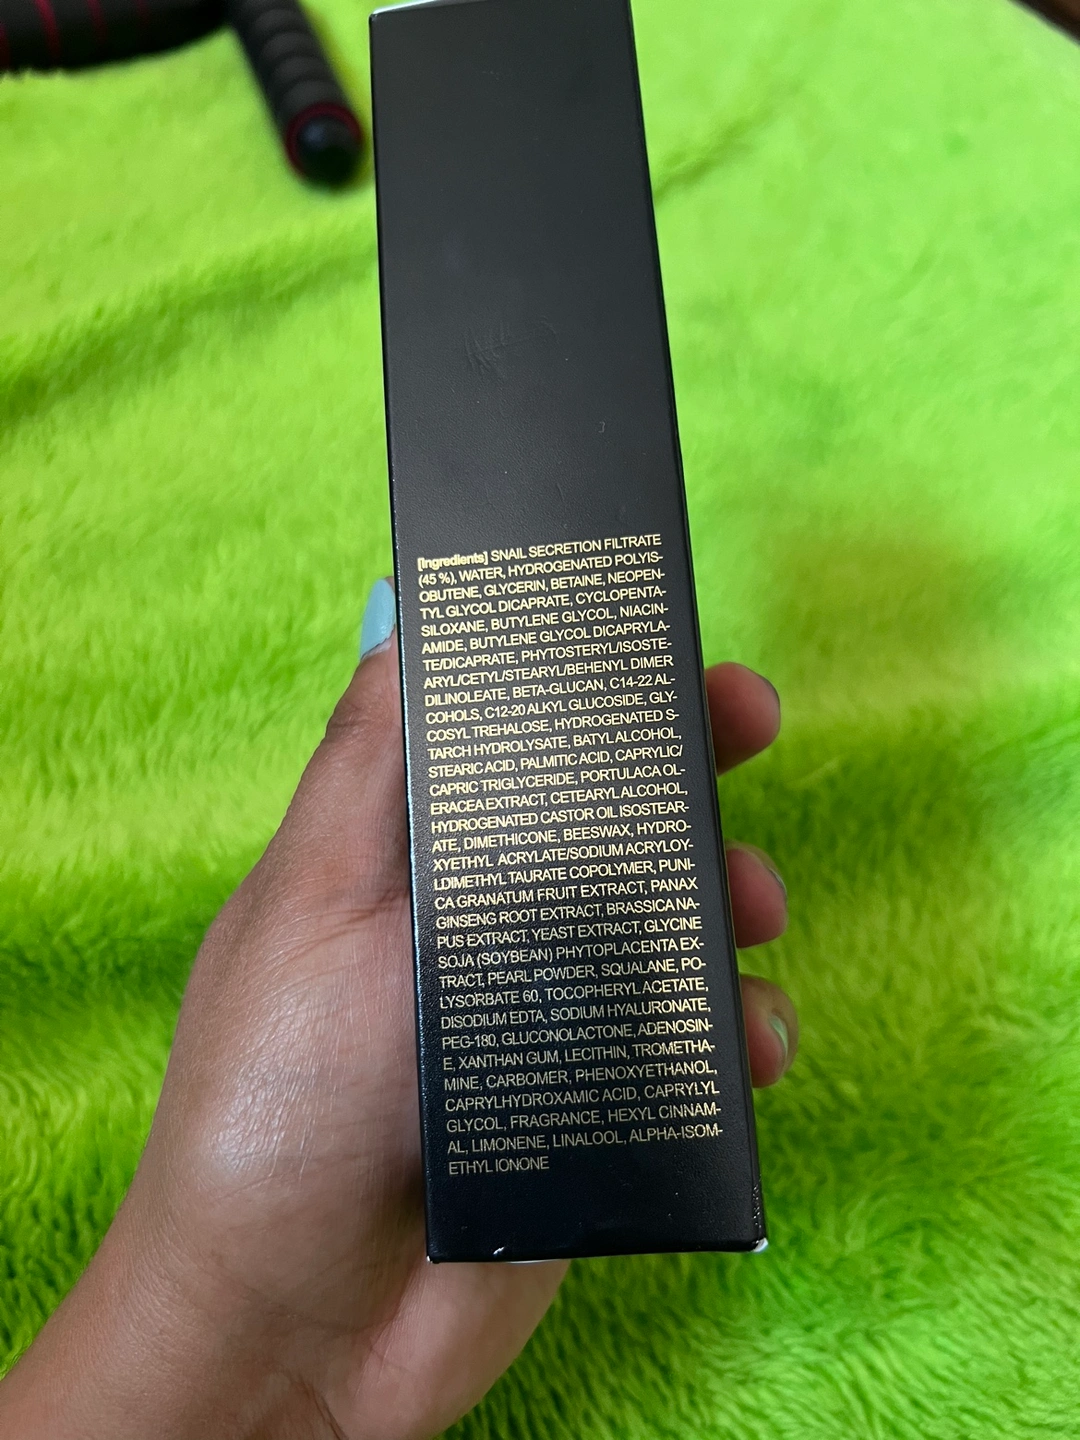 [Ingredients] SNAIL SECRETION FILTRATE
(45 %), WATER, HYDROGENATED POLYIS-
OBUTENE, GLYCERIN, BETAINE, NEOPEN-
TYL GLYCOL DICAPRATE, CYCLOPENTA-
SILOXANE, BUTYLENE GLYCOL, NIACIN-
AMIDE, BUTYLENE GLYCOL DICAPRYLA-
TE/DICAPRATE, PHYTOSTERYL/ISOSTE-
ARYL/CETYL/STEARYL/BEHENYL DIMER
DILINOLEATE, BETA-GLUCAN, C14-22 AL-
COHOLS, C12-20 ALKYL GLUCOSIDE, GLY-
COSYL TREHALOSE, HYDROGENATED S-
TARCH HYDROLYSATE, BATYL ALCOHOL,
STEARIC ACID, PALMITIC ACID, CAPRYLIC/
CAPRIC TRIGLYCERIDE, PORTULACA OL-
ERACEA EXTRACT, CETEARYL ALCOHOL,
HYDROGENATED CASTOR OIL ISOSTEAR-
ATE, DIMETHICONE, BEESWAX, HYDRO-
XYETHYL ACRYLATE/SODIUM ACRYLOY-
LDIMETHYL TAURATE COPOLYMER, PUNI-
CA GRANATUM FRUIT EXTRACT, PANAX
GINSENG ROOT EXTRACT, BRASSICA NA-
PUS EXTRACT, YEAST EXTRACT, GLYCINE
SOJA (SOYBEAN) PHYTOPLACENTA EX-
TRACT, PEARL POWDER, SQUALANE, PO-
LYSORBATE 60, TOCOPHERYL ACETATE,
DISODIUM EDTA, SODIUM HYALURONATE,
PEG-180, GLUCONOLACTONE, ADENOSIN-
E, XANTHAN GUM, LECITHIN, TROMETHA-
MINE, CARBOMER, PHENOXYETHANOL,
CAPRYLHYDROXAMIC ACID, CAPRYLYL
GLYCOL, FRAGRANCE, HEXYL CINNAM-
AL, LIMONENE, LINALOOL, ALPHA-ISOM-
ETHYL IONONE